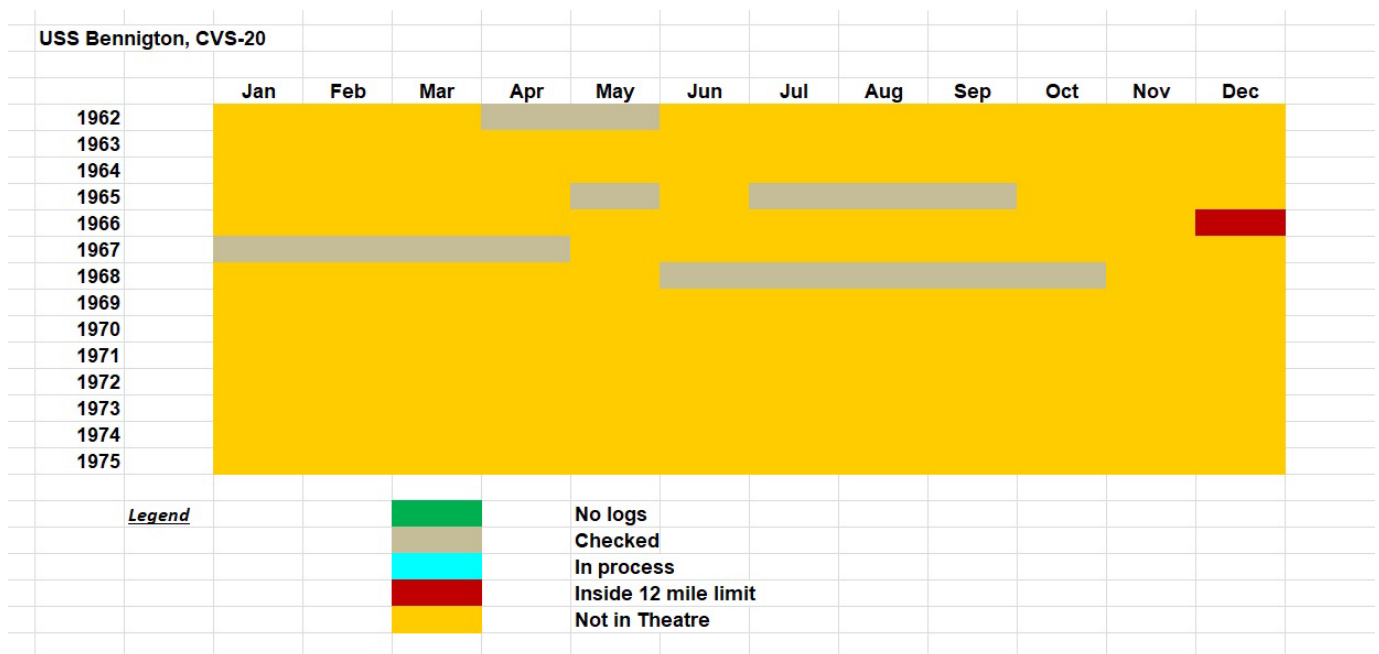 USS Bennigton, CVS-20
Jan Feb Mar Apr May Jun Jul Aug Sep Oct Nov Dec
1962
1963
1964
1965
1966
1967
1968
1969
1970
1971
1972
1973
1974
1975
Legend No logs
Checked
In process
Inside 12 mile limit
Not in Theatre